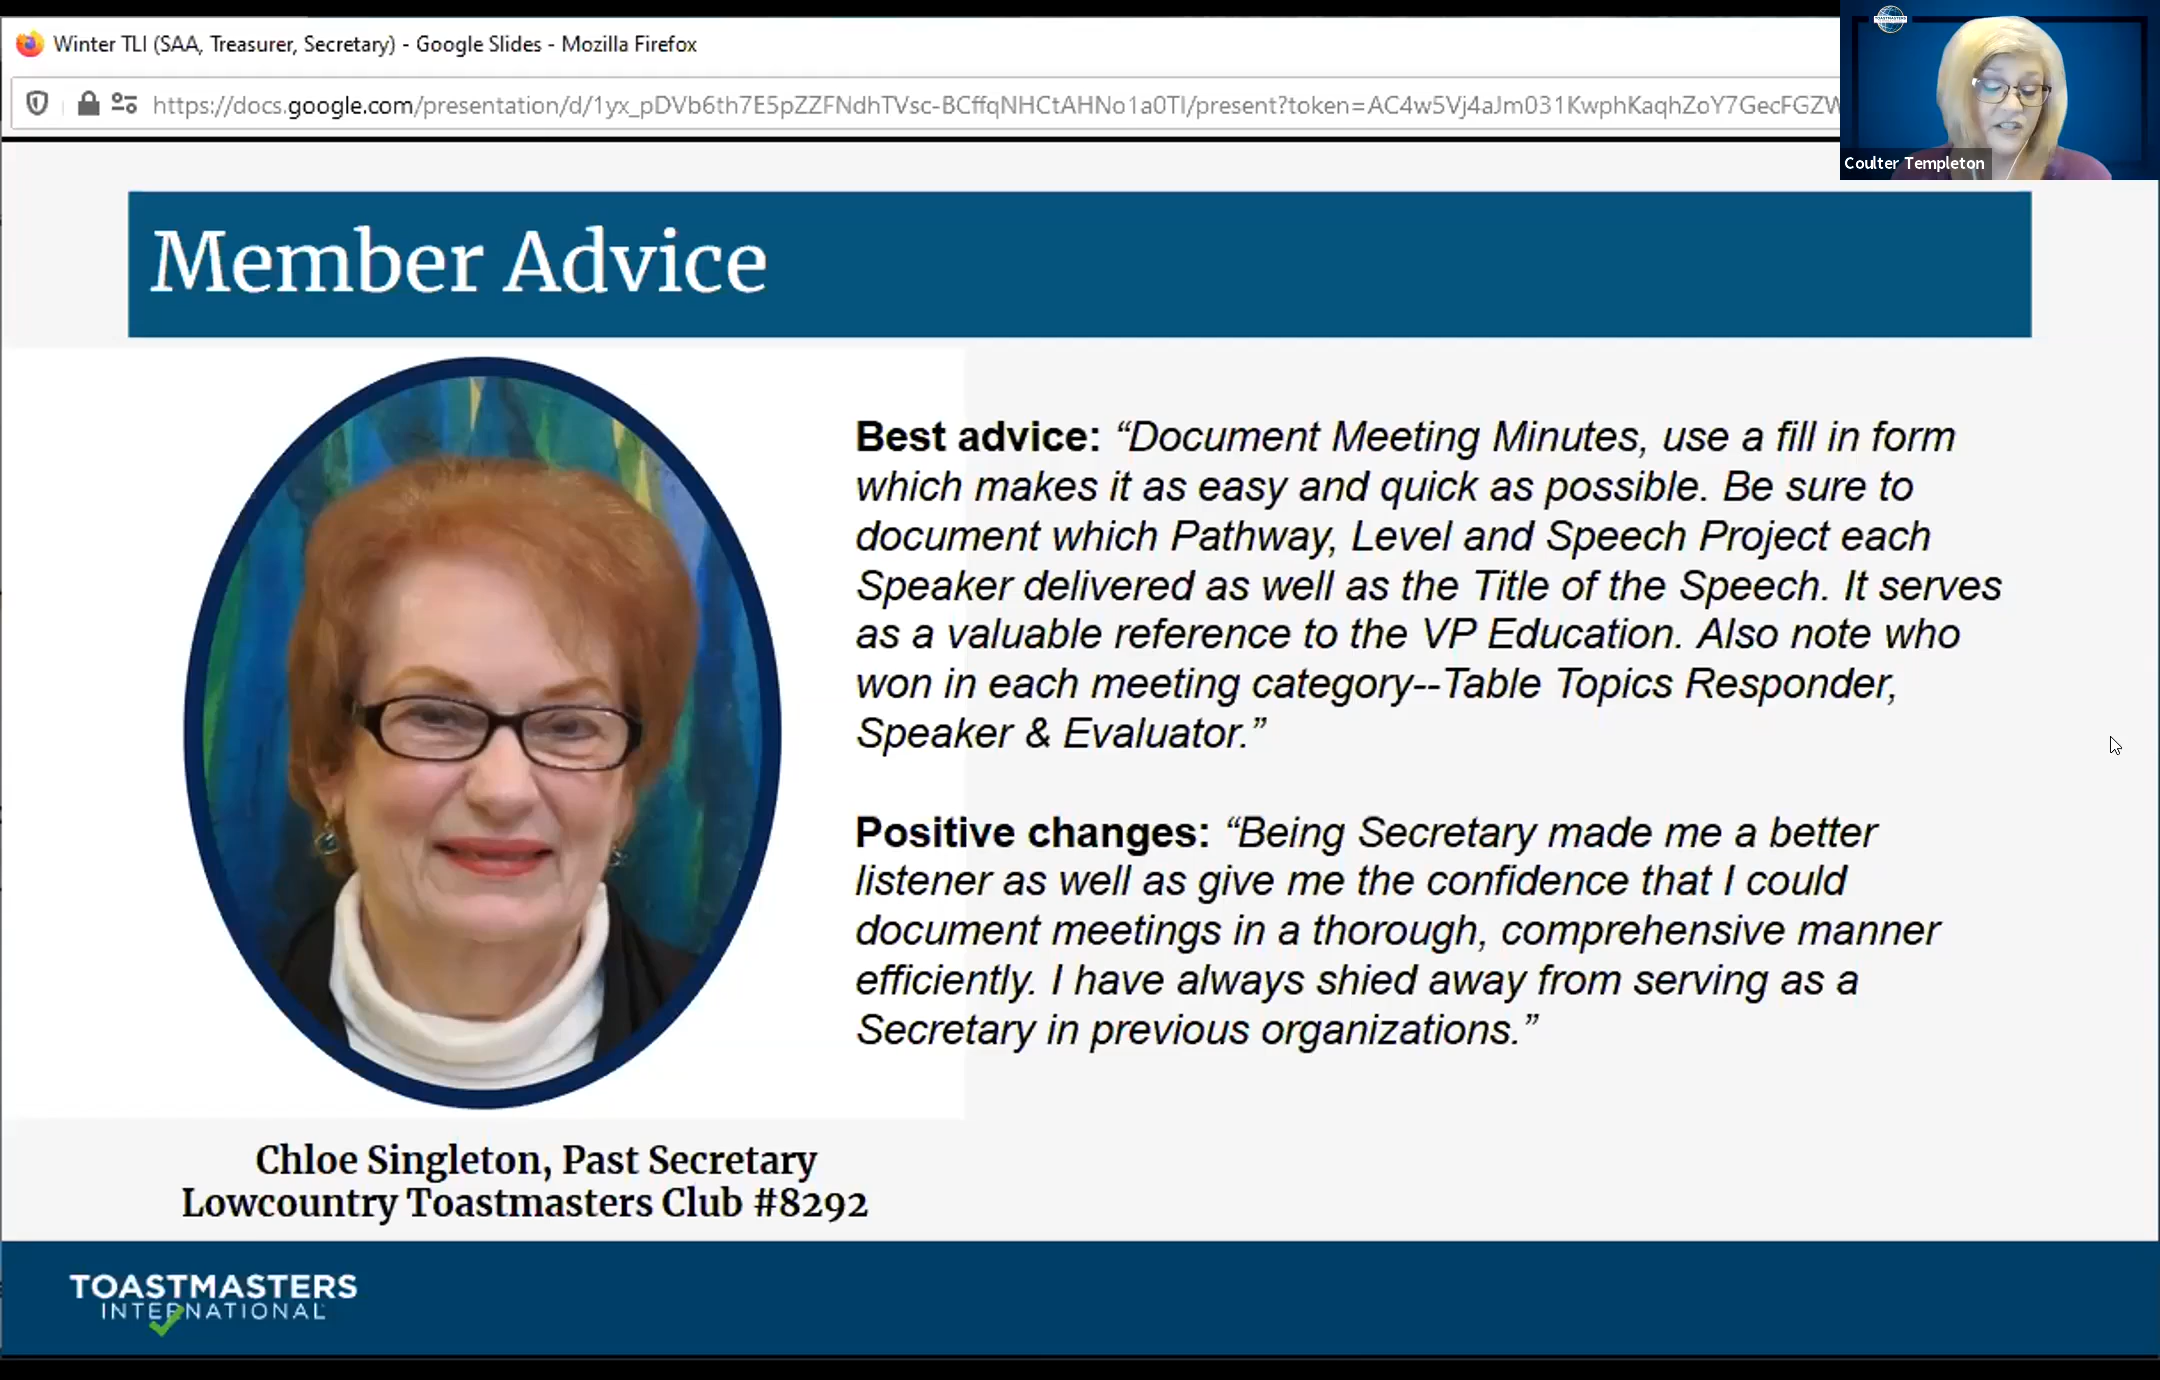 Winter TLI (SAA, Treasurer, Secretary) - Google Slides - Mozilla Firefox
https://docs.google.com/presentation/d/1yx_pDVb6th7E5pZZFNdhTVsc-BCffqNHCtAHNo1a0TI/present?token=AC4w5Vj4aJm031KwphKaqhZoY7GecFGZW
TOASTMASTERS
Coulter Templeton
Member Advice
Best advice: “Document Meeting Minutes, use a fill in form
which makes it as easy and quick as possible. Be sure to
document which Pathway, Level and Speech Project each
Speaker delivered as well as the Title of the Speech. It serves
as a valuable reference to the VP Education. Also note who
won in each meeting category--Table Topics Responder,
Speaker & Evaluator.”
Positive changes: “Being Secretary made me a better
listener as well as give me the confidence that I could
document meetings in a thorough, comprehensive manner
efficiently. I have always shied away from serving as a
Secretary in previous organizations.”
Chloe Singleton, Past Secretary
Lowcountry Toastmasters Club #8292
TOASTMASTERS
INTERNATIONAL